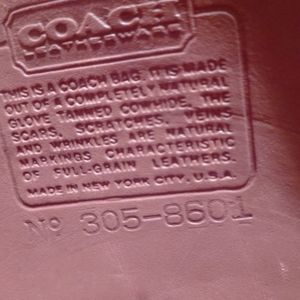 COACH
LEATHERWARE
THIS IS A COACH BAG. IT IS MADE
OUT OF A COMPLETELY NATURAL
GLOVE TANNED COWHIDE. THE
SCARS, SCRATCHES, VEINS
AND WRINKLES ARE NATURAL
MARKINGS CHARACTERISTIC
OF FULL-GRAIN LEATHERS.
MADE IN NEW YORK CITY, U.S.A.
No 305-8601